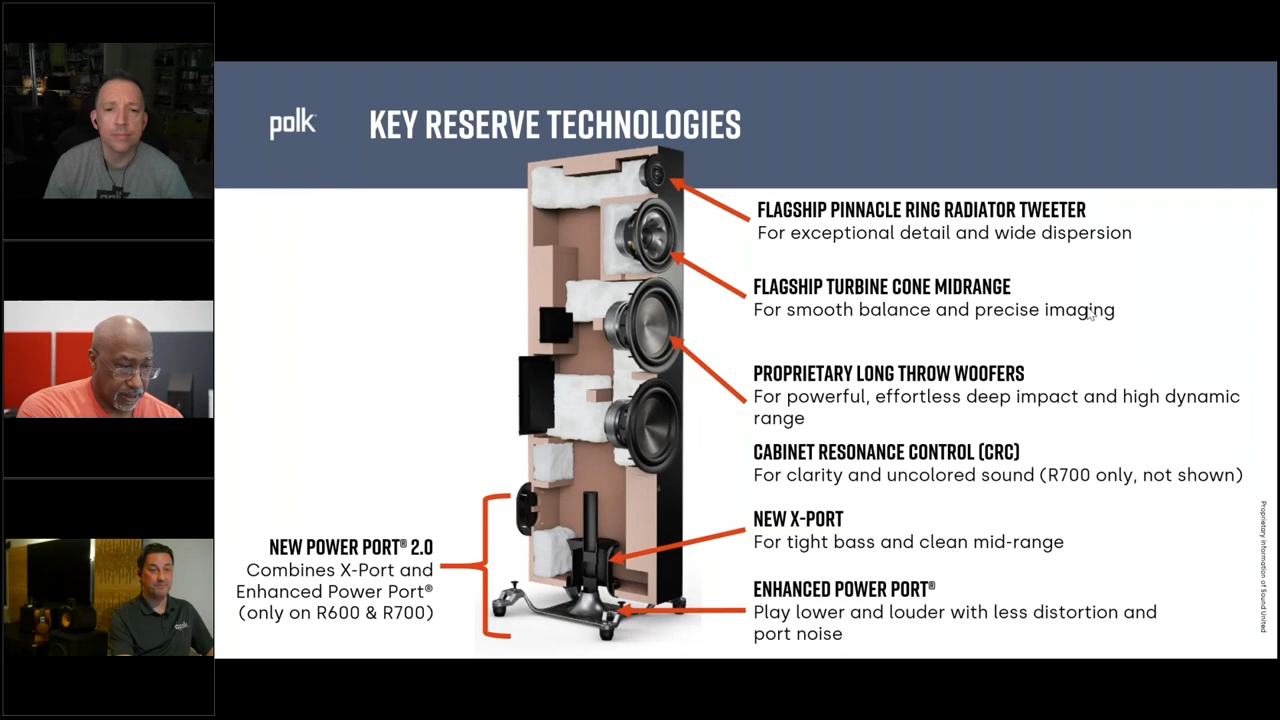 polk
KEY RESERVE TECHNOLOGIES
FLAGSHIP PINNACLE RING RADIATOR TWEETER
For exceptional detail and wide dispersion
FLAGSHIP TURBINE CONE MIDRANGE
For smooth balance and precise imaging
PROPRIETARY LONG THROW WOOFERS
For powerful, effortless deep impact and high dynamic
range
CABINET RESONANCE CONTROL (CRC)
For clarity and uncolored sound (R700 only, not shown)
NEW X-PORT
For tight bass and clean mid-range
ENHANCED POWER PORT®
Play lower and louder with less distortion and
port noise
NEW POWER PORT® 2.0
Combines X-Port and
Enhanced Power Port®
(only on R600 & R700)
Proprietary information of Sound United
polk
polk